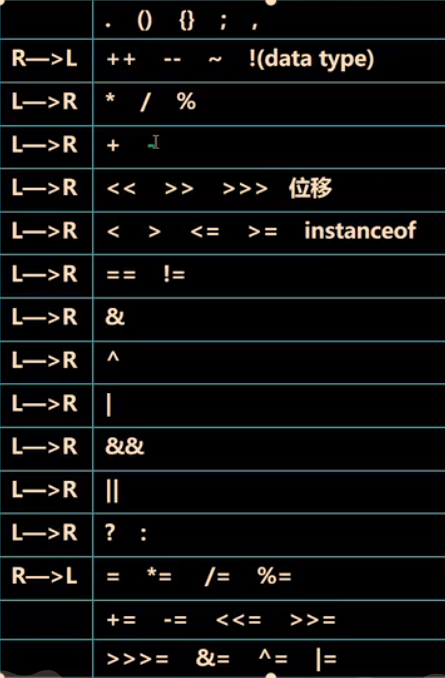 . () {} ; ,
R—>L ++ -- ~ !(data type)
L—>R * / %
L—>R + -
L—>R << >> >>> 位移
L—>R < > <= >= instanceof
L—>R == !=
L—>R &
L—>R ^
L—>R |
L—>R &&
L—>R ||
L—>R ? :
R—>L = *= /= %=
+= -= <<= >>=
>>>= &= ^= |=